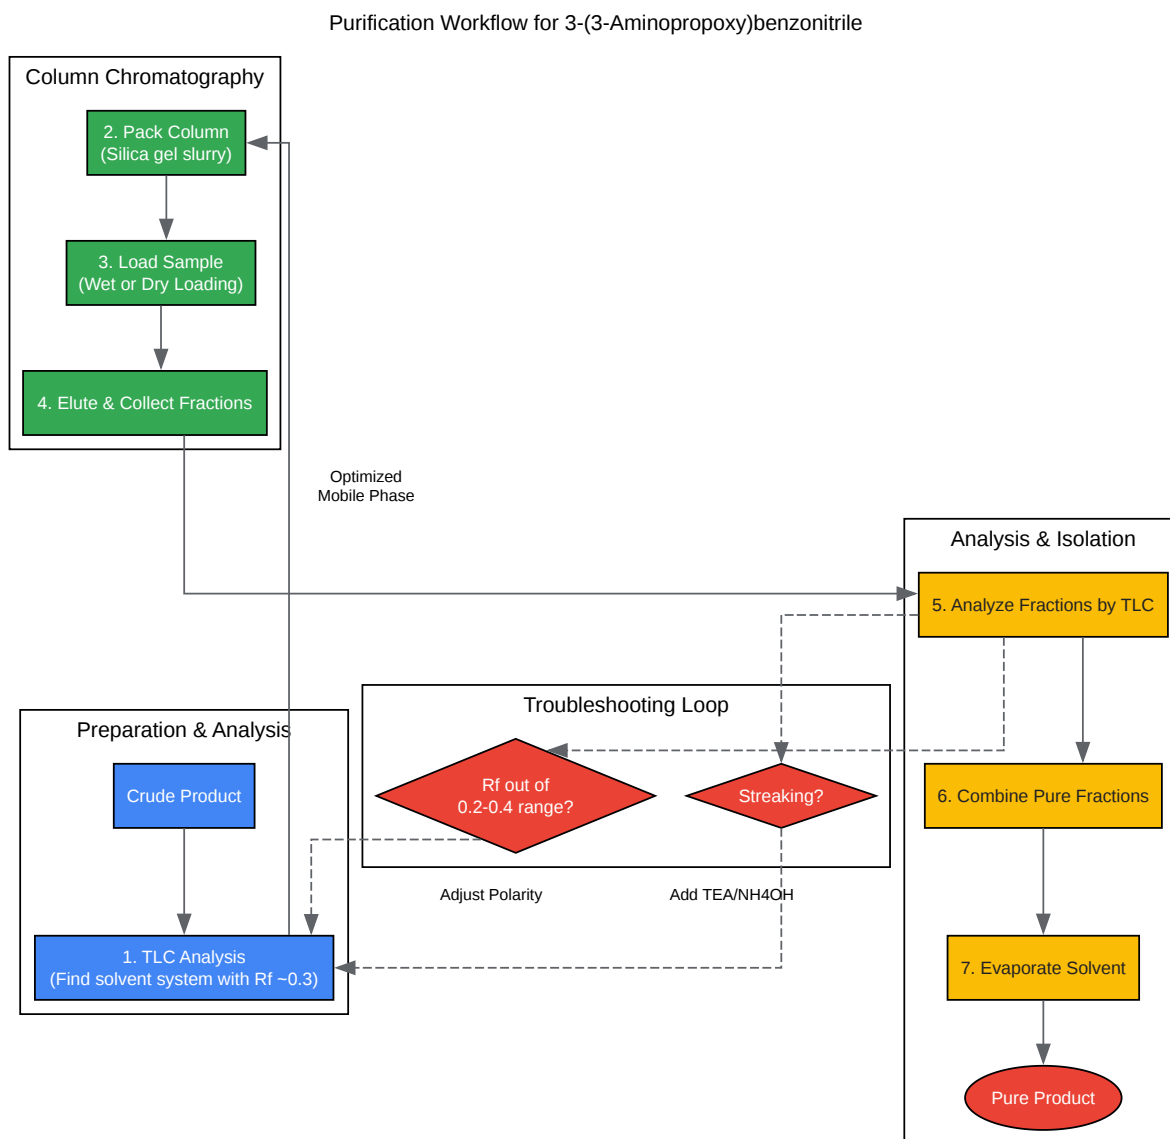 Purification Workflow for 3-(3-Aminopropoxy)benzonitrile
Column Chromatography
2. Pack Column
(Silica gel slurry)
3. Load Sample
(Wet or Dry Loading)
4. Elute & Collect Fractions
Optimized
Mobile Phase
Analysis & Isolation
5. Analyze Fractions by TLC
Troubleshooting Loop
Rf out of
0.2-0.4 range?
Streaking?
6. Combine Pure Fractions
Preparation & Analysis
Crude Product
Adjust Polarity
Add TEA/NH4OH
1. TLC Analysis
(Find solvent system with Rf ~0.3)
7. Evaporate Solvent
Pure Product